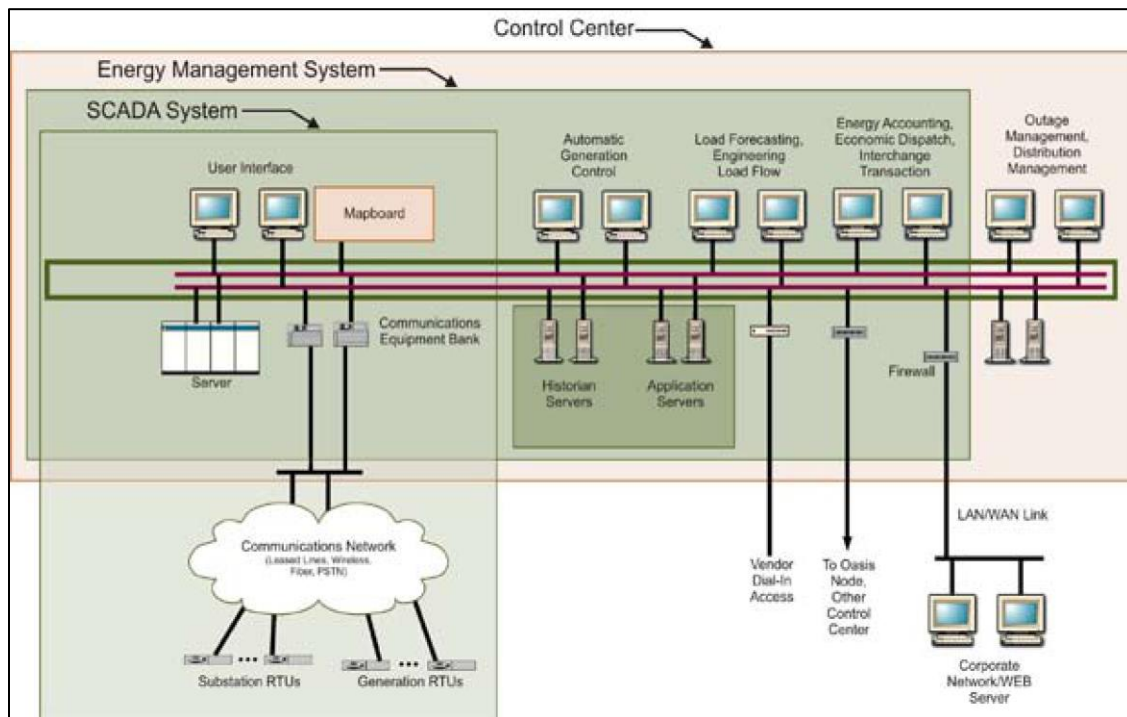 Control Center
Energy Management System
SCADA System
User Interface
Mapboard
Automatic
Generation
Control
Load Forecasting,
Engineering
Load Flow
Energy Accounting,
Economic Dispatch,
Interchange
Transaction
Outage
Management,
Distribution
Management
Server
Communications
Equipment Bank
Historian
Servers
Application
Servers
Firewall
Communications Network
(Leased Lines, Wireless,
Fiber, PSTN)
Substation RTUs
Generation RTUs
Vendor
Dial-In
Access
To Oasis
Node,
Other
Control
Center
LAN/WAN Link
Corporate
Network/WEB
Server